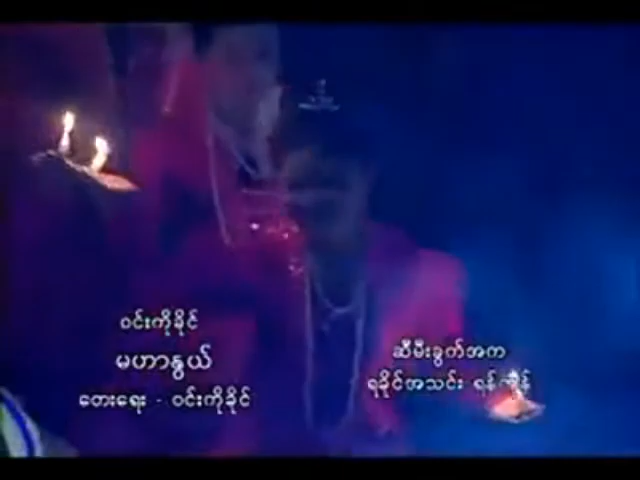 ဝင်းကိုခိုင်
မဟာနွယ်
တေးရေး - ဝင်းကိုခိုင်
ဆီမီးခွက်အက
ရခိုင်အသင်း ရန်ကုန်